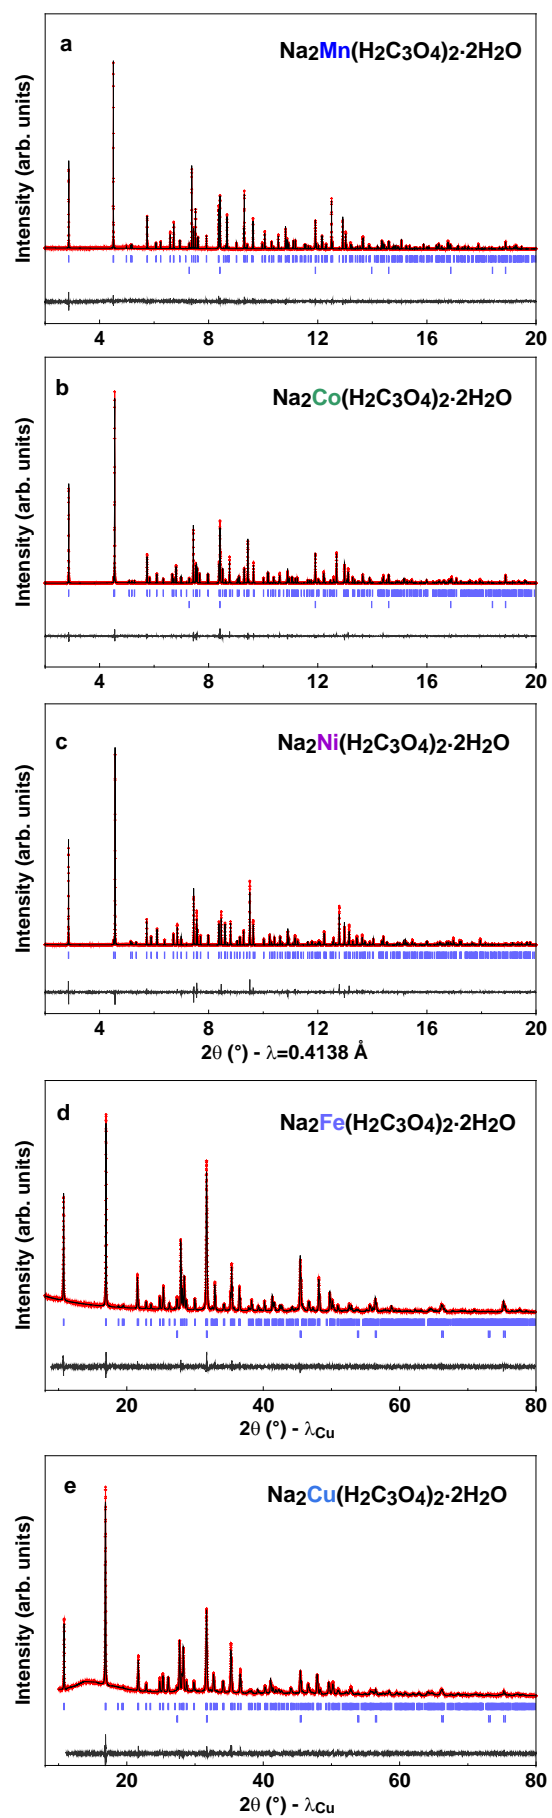 a
Na2Mn(H2C3O4)2·2H2O
Intensity (arb. units)
4 8 12 16 20
b
Na2Co(H2C3O4)2·2H2O
Intensity (arb. units)
4 8 12 16 20
c
Na2Ni(H2C3O4)2·2H2O
Intensity (arb. units)
4 8 12 16 20
2θ (°) - λ=0.4138 Å
d
Na2Fe(H2C3O4)2·2H2O
Intensity (arb. units)
20 40 60 80
2θ (°) - λCu
e
Na2Cu(H2C3O4)2·2H2O
Intensity (arb. units)
20 40 60 80
2θ (°) - λCu